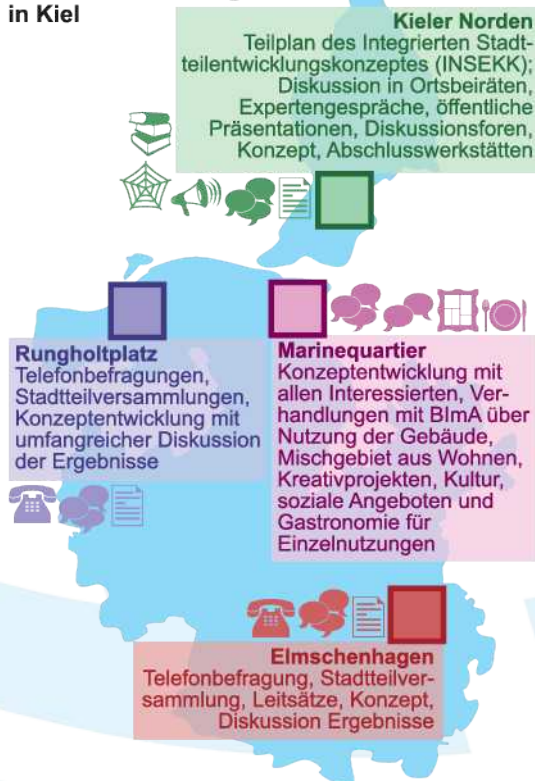 in Kiel
Kieler Norden
Teilplan des Integrierten Stadt-
teilentwicklungskonzeptes (INSEKK);
Diskussion in Ortsbeiräten,
Expertengespräche, öffentliche
Präsentationen, Diskussionsforen,
Konzept, Abschlusswerkstätten
Rungholtplatz
Telefonbefragungen,
Stadtteilversammlungen,
Konzeptentwicklung mit
umfangreicher Diskussion
der Ergebnisse
Marinequartier
Konzeptentwicklung mit
allen Interessierten, Ver-
handlungen mit BImA über
Nutzung der Gebäude,
Mischgebiet aus Wohnen,
Kreativprojekten, Kultur,
soziale Angeboten und
Gastronomie für
Einzelnutzungen
Elmschenhagen
Telefonbefragung, Stadtteilver-
sammlung, Leitsätze, Konzept,
Diskussion Ergebnisse